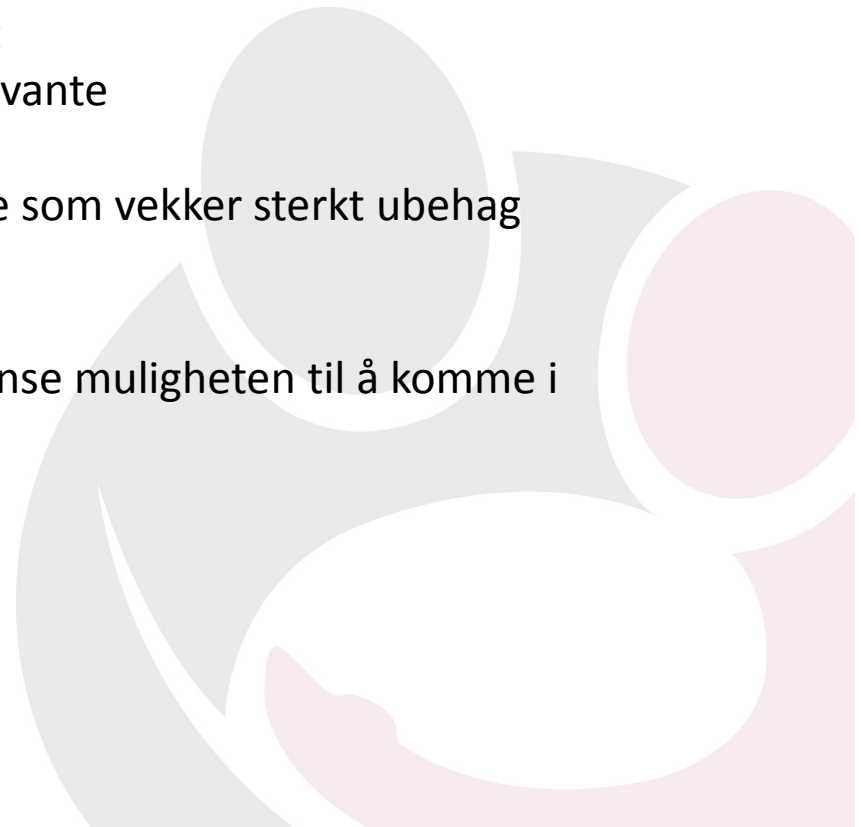 vante
e som vekker sterkt ubehag
nse muligheten til å komme i